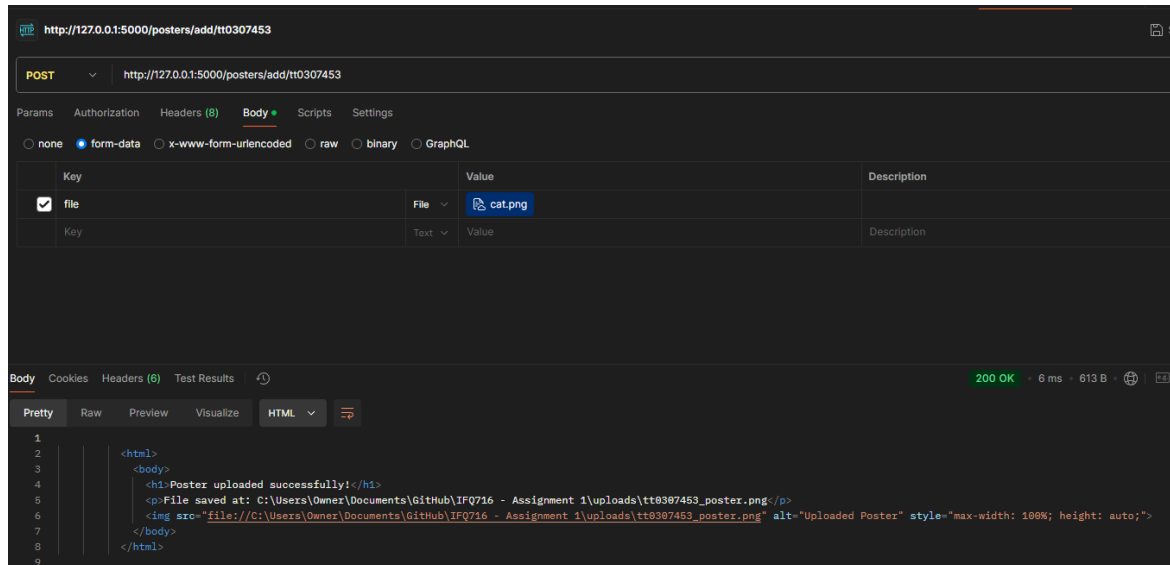 HTTP http://127.0.0.1:5000/posters/add/tt0307453
POST http://127.0.0.1:5000/posters/add/tt0307453
Params Authorization Headers (8) Body Scripts Settings
none form-data x-www-form-urlencoded raw binary GraphQL
Key Value Description
file File cat.png
Key Text Value Description
Body Cookies Headers (6) Test Results 200 OK 6 ms 613 B
Pretty Raw Preview Visualize HTML
1
2 <html>
3 <body>
4 <h1>Poster uploaded successfully!</h1>
5 <p>File saved at: C:\Users\Owner\Documents\GitHub\IFQ716 - Assignment 1\uploads\tt0307453_poster.png</p>
6 <img src="file://C:\Users\Owner\Documents\GitHub\IFQ716 - Assignment 1\uploads\tt0307453_poster.png" alt="Uploaded Poster" style="max-width: 100%; height: auto;">
7 </body>
8 </html>
9